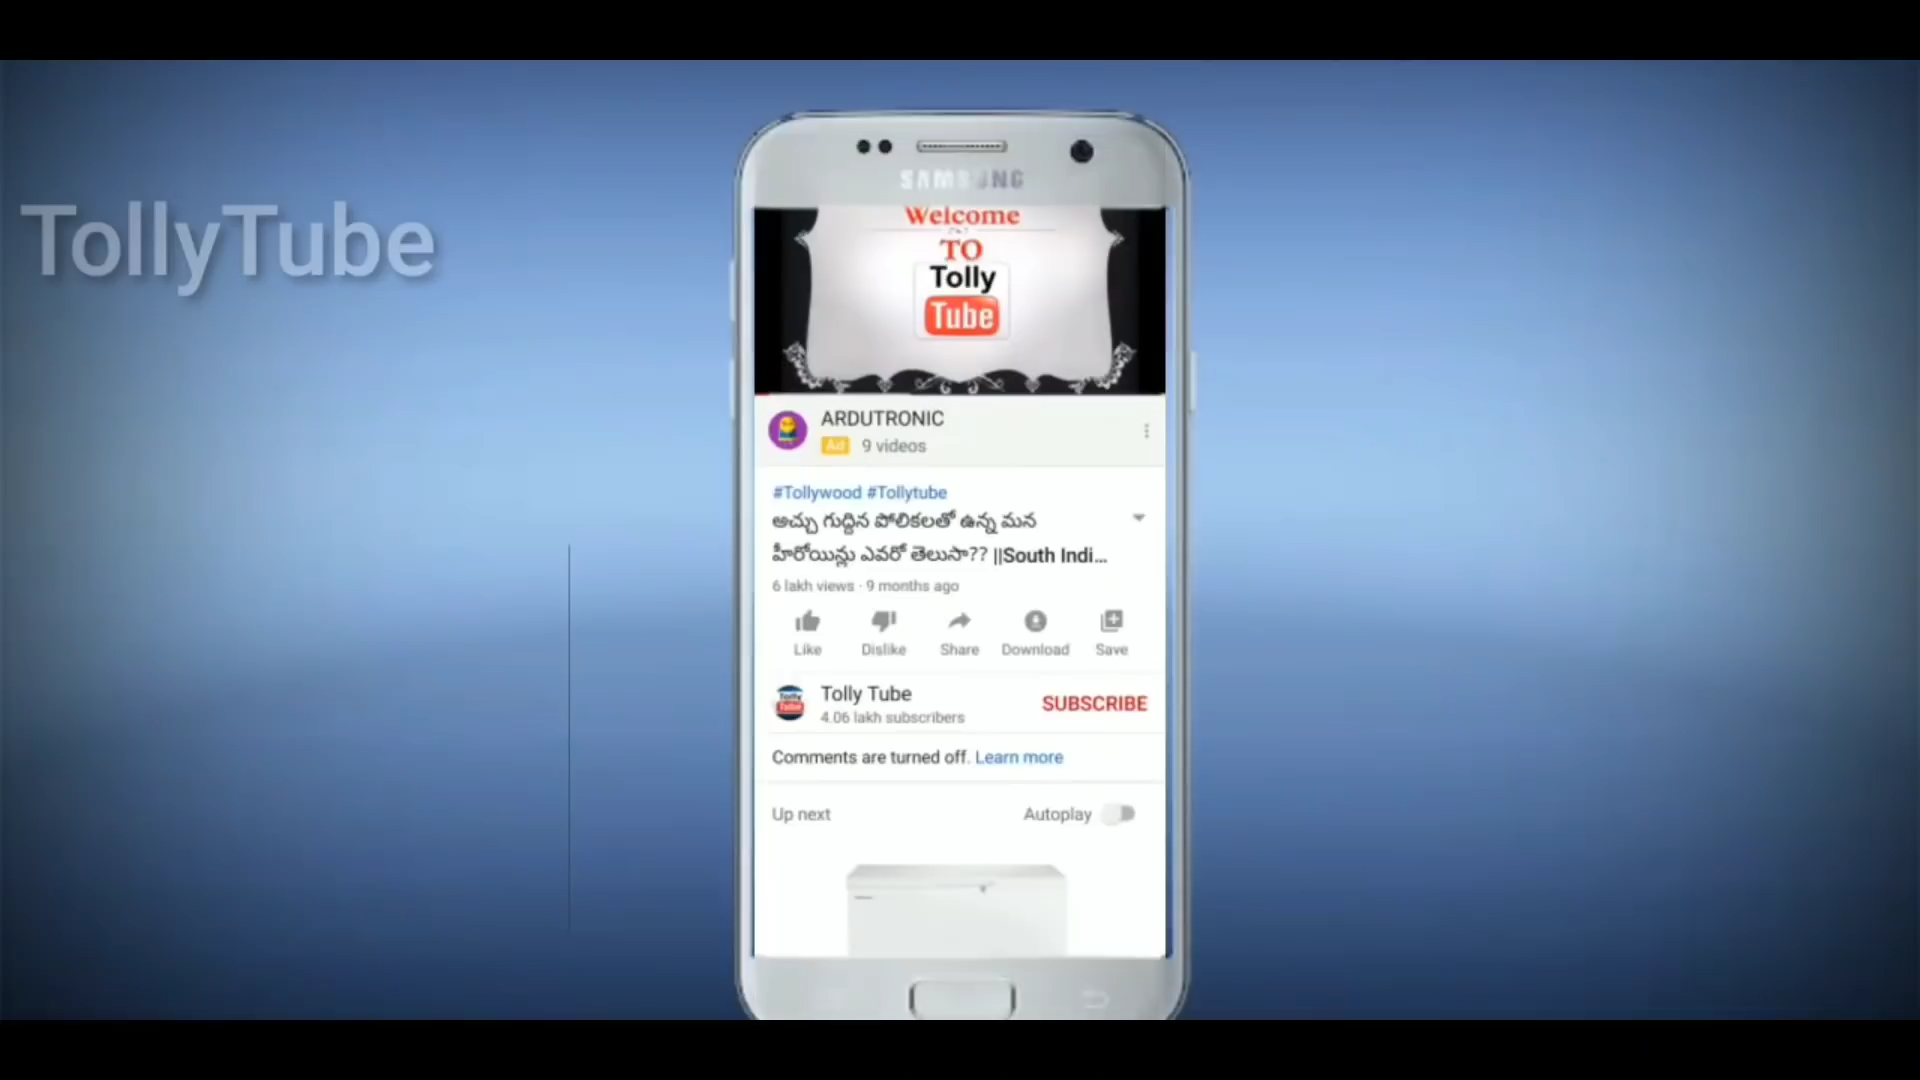 TollyTube
SAMSUNG
Welcome
TO
Tolly
Tube
ARDUTRONIC
Ad 9 videos
#Tollywood #Tollytube
అచ్చు గుద్దిన పోలికలతో ఉన్న మన
హీరోయిన్లు ఎవరో తెలుసా?? ||South Indi...
6 lakh views · 9 months ago
Like Dislike Share Download Save
Tolly Tube
Tolly Tube
4.06 lakh subscribers
SUBSCRIBE
Comments are turned off. Learn more
Up next Autoplay